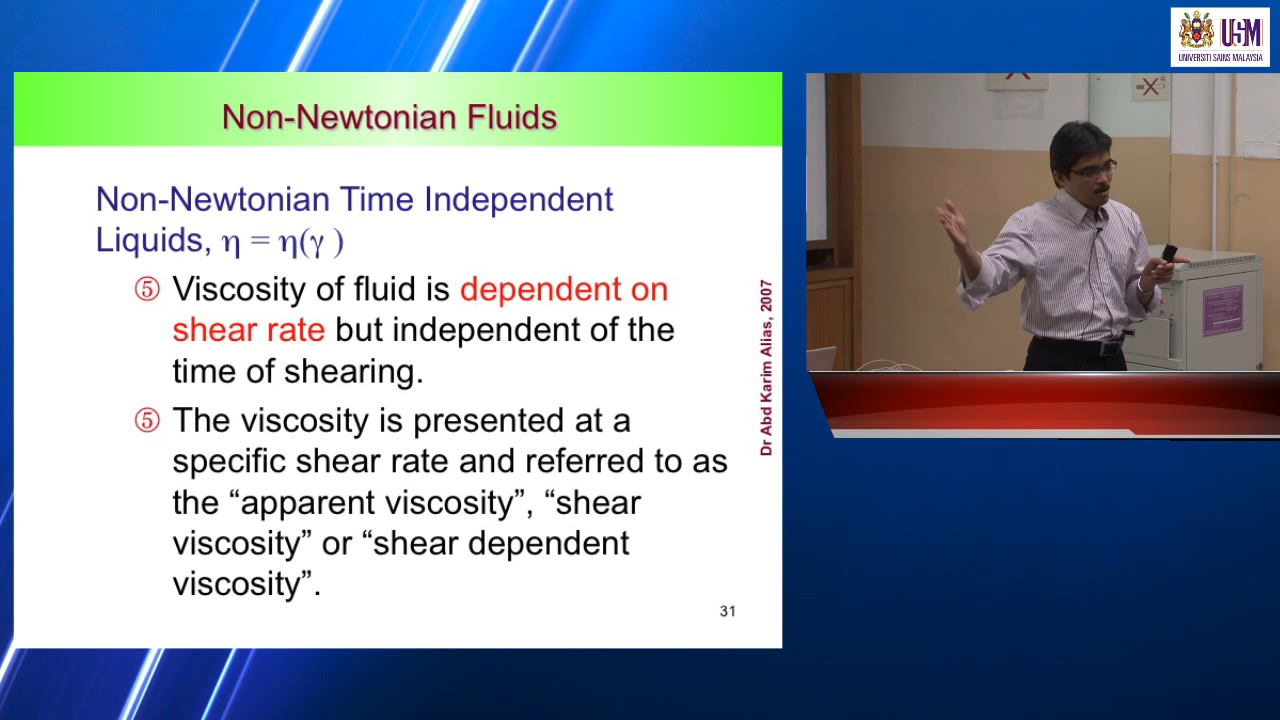 USM
UNIVERSITI SAINS MALAYSIA
Non-Newtonian Fluids
Non-Newtonian Time Independent
Liquids, η = η(γ )
⑤ Viscosity of fluid is dependent on
shear rate but independent of the
time of shearing.
⑤ The viscosity is presented at a
specific shear rate and referred to as
the “apparent viscosity”, “shear
viscosity” or “shear dependent
viscosity”.
Dr Abd Karim Alias, 2007
31